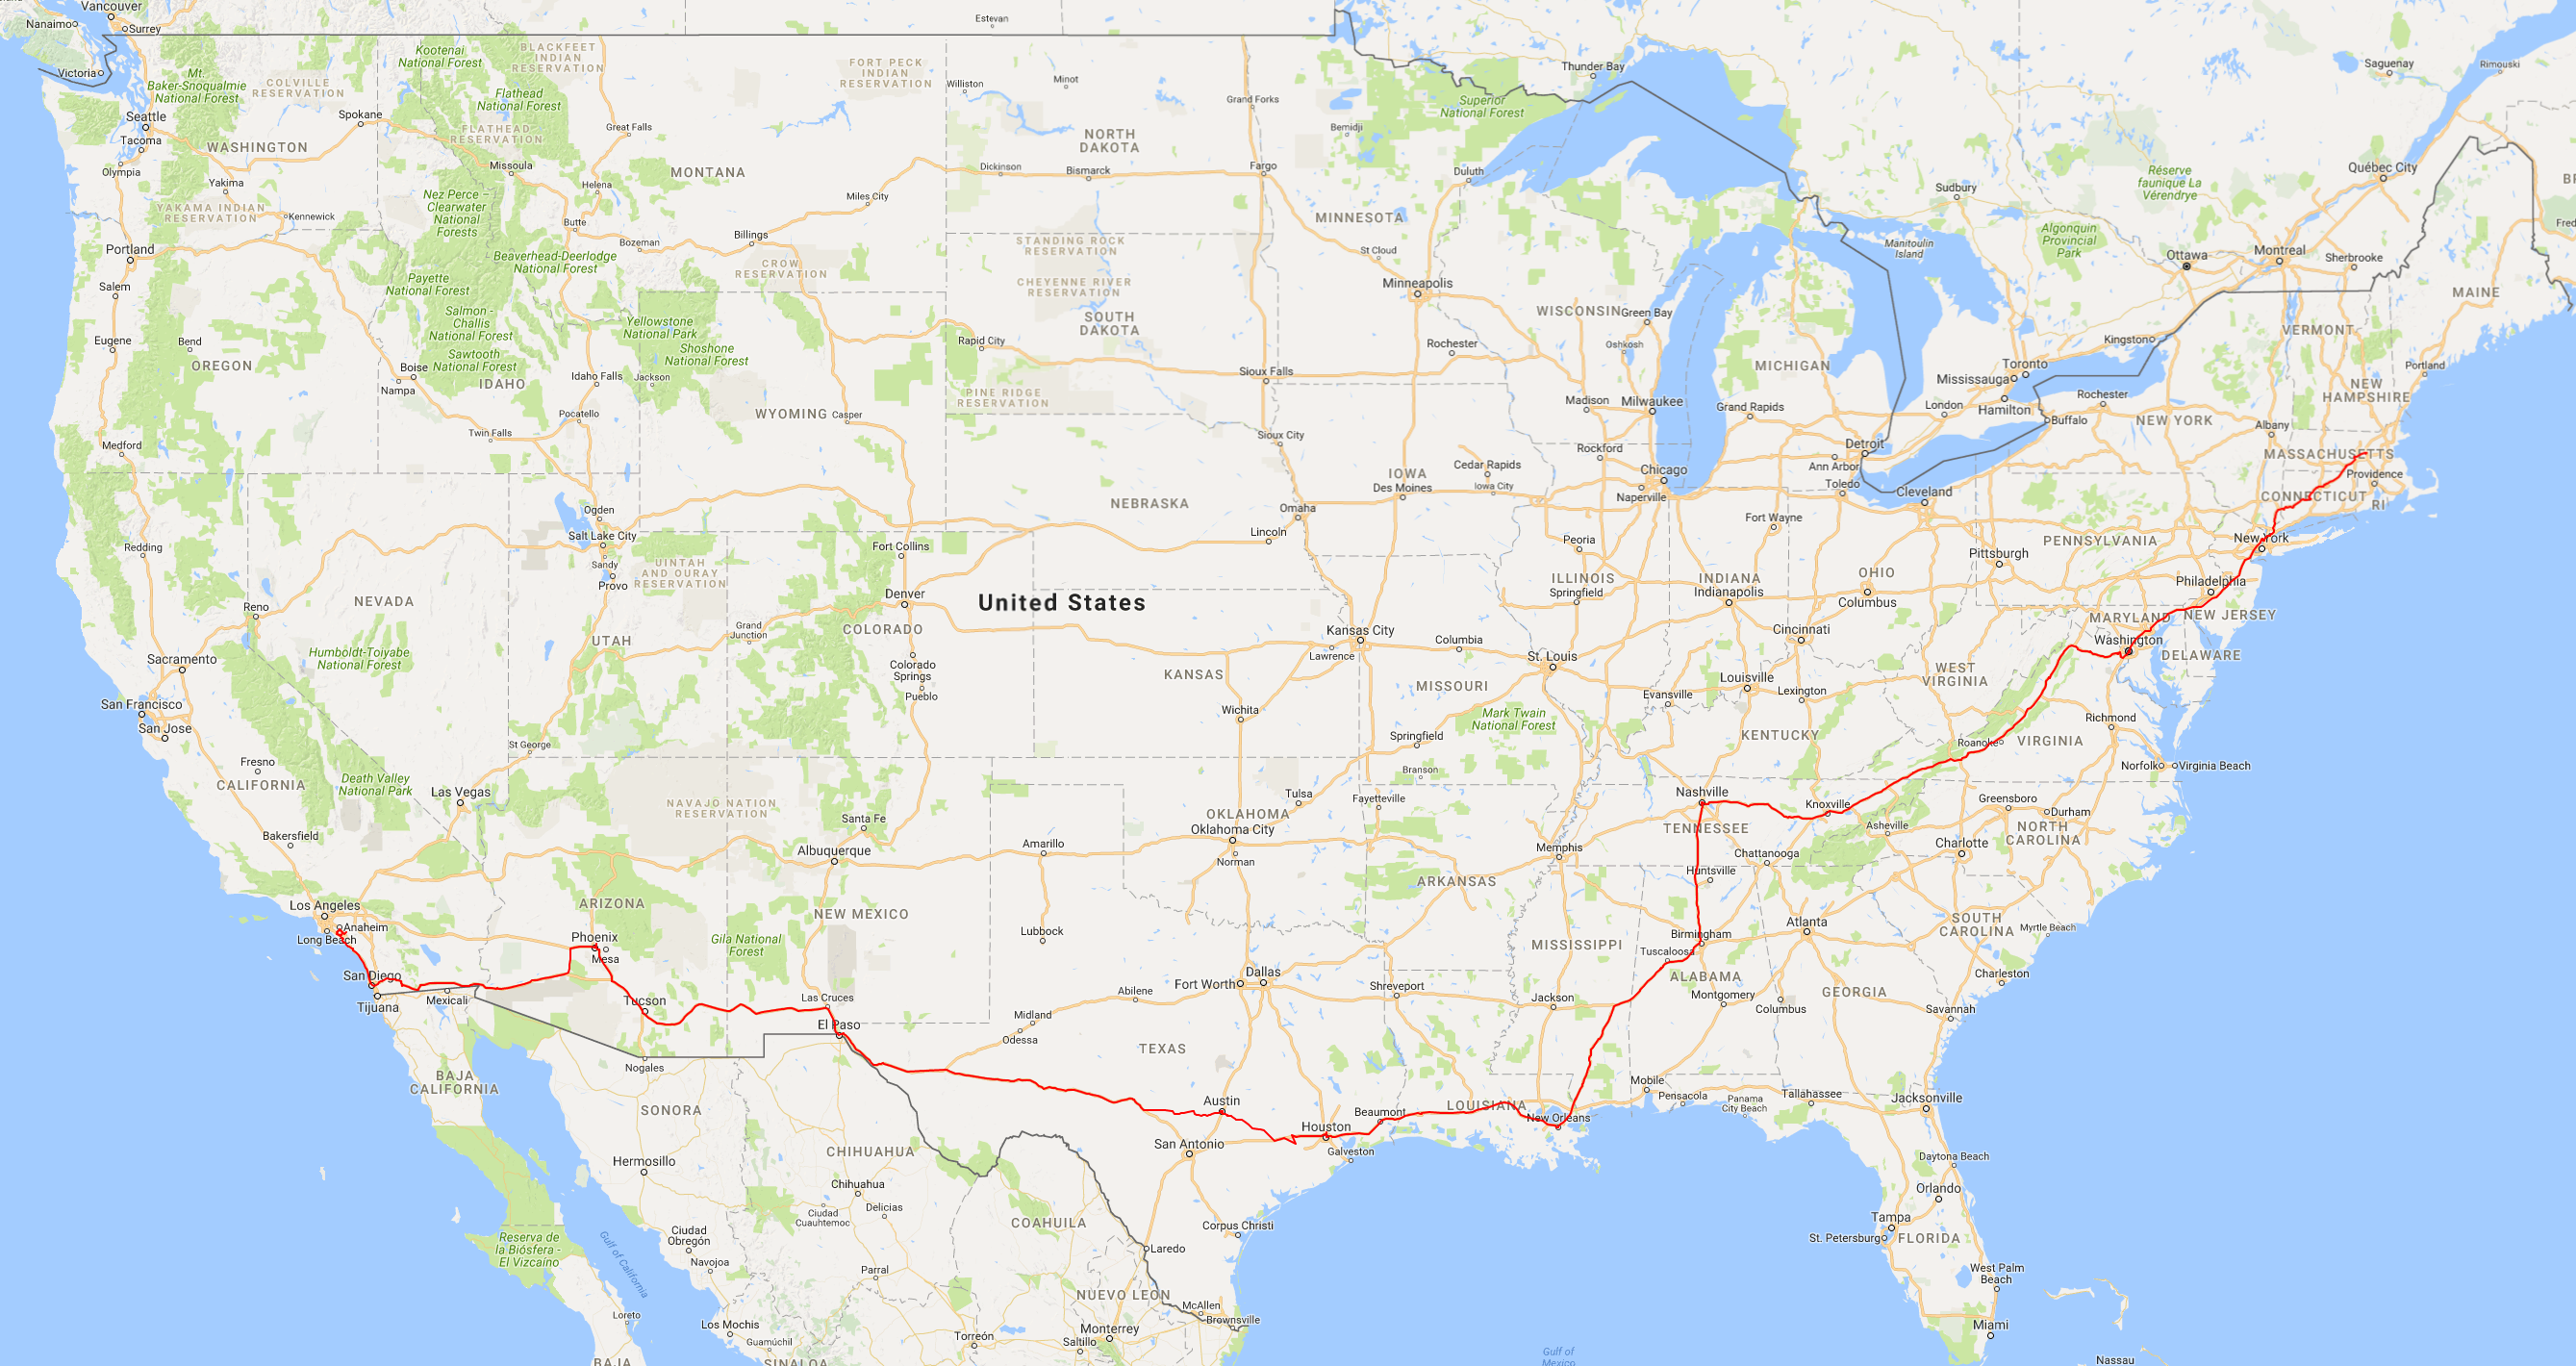 Vancouver
Nanaimo
Surrey
Victoria
Estevan
Thunder Bay
Saguenay
Rimouski
Kootenai
National Forest
BLACKFEET
INDIAN
RESERVATION
FORT PECK
INDIAN
RESERVATION
Mt.
Baker-Snoqualmie
National Forest
COLVILLE
RESERVATION
Flathead
National Forest
Williston
Minot
Grand Forks
Superior
National Forest
Seattle
Tacoma
Olympia
Spokane
WASHINGTON
FLATHEAD
RESERVATION
Great Falls
NORTH
DAKOTA
Bemidji
Missoula
MONTANA
Dickinson
Bismarck
Fargo
Duluth
Québec City
Réserve
faunique La
Vérendrye
Yakima
Helena
Nez Perce -
Clearwater
National
Forests
Miles City
Sudbury
YAKAMA INDIAN
RESERVATION
Kennewick
Butte
MINNESOTA
Portland
Billings
Bozeman
STANDING ROCK
RESERVATION
St Cloud
Manitoulin
Island
Algonquin
Provincial
Park
Ottawa
Montreal
Sherbrooke
Beaverhead-Deerlodge
National Forest
CROW
RESERVATION
Salem
Payette
National Forest
CHEYENNE RIVER
RESERVATION
Minneapolis
MAINE
Salmon -
Challis
National Forest
Yellowstone
National Park
SOUTH
DAKOTA
WISCONSIN
Green Bay
VERMONT
Eugene
Bend
Shoshone
National Forest
Rapid City
Rochester
Oshkosh
Kingston
OREGON
Sawtooth
National Forest
Boise
Nampa
IDAHO
Idaho Falls
Jackson
Sioux Falls
MICHIGAN
Toronto
Mississauga
Portland
NEW
HAMPSHIRE
PINE RIDGE
RESERVATION
Madison
Milwaukee
Grand Rapids
London
Hamilton
Rochester
Pocatello
WYOMING
Casper
Buffalo
NEW YORK
Albany
Twin Falls
Medford
Sioux City
Rockford
Detroit
MASSACHUSETTS
Ann Arbor
IOWA
Cedar Rapids
Chicago
Providence
Des Moines
Iowa City
Toledo
Cleveland
CONNECTICUT
RI
Naperville
NEBRASKA
Omaha
Ogden
Fort Wayne
Salt Lake City
Lincoln
Peoria
New York
PENNSYLVANIA
Redding
Sandy
Provo
Fort Collins
Pittsburgh
UINTAH
AND OURAY
RESERVATION
ILLINOIS
Springfield
INDIANA
Indianapolis
OHIO
Columbus
Philadelphia
Denver
United States
Reno
NEVADA
MARYLAND
NEW JERSEY
Grand
Junction
COLORADO
Kansas City
Lawrence
Columbia
Cincinnati
Washington
UTAH
DELAWARE
Humboldt-Toiyabe
National Forest
Sacramento
Colorado
Springs
St. Louis
WEST
VIRGINIA
KANSAS
MISSOURI
Louisville
Pueblo
Evansville
Lexington
San Francisco
San Jose
Wichita
Mark Twain
National Forest
Richmond
St George
Springfield
KENTUCKY
Roanoke
VIRGINIA
Fresno
Branson
Norfolk
Virginia Beach
CALIFORNIA
Death Valley
National Park
Las Vegas
NAVAJO NATION
RESERVATION
Tulsa
Fayetteville
Nashville
Knoxville
Greensboro
Durham
Santa Fe
OKLAHOMA
Oklahoma City
TENNESSEE
Asheville
NORTH
CAROLINA
Bakersfield
Albuquerque
Amarillo
Norman
Memphis
Chattanooga
Charlotte
Huntsville
ARKANSAS
Los Angeles
ARIZONA
NEW MEXICO
Anaheim
Long Beach
Atlanta
SOUTH
CAROLINA
Myrtle Beach
Phoenix
Mesa
Gila National
Forest
Lubbock
Birmingham
MISSISSIPPI
Tuscaloosa
San Diego
Dallas
Fort Worth
ALABAMA
Charleston
Tijuana
Mexicali
Tucson
Las Cruces
Abilene
Shreveport
Jackson
Montgomery
Columbus
GEORGIA
Savannah
El Paso
Midland
Odessa
TEXAS
Nogales
BAJA
CALIFORNIA
Mobile
Pensacola
Panama
City Beach
Tallahassee
Jacksonville
SONORA
Austin
Beaumont
LOUISIANA
New Orleans
Houston
San Antonio
Galveston
CHIHUAHUA
Hermosillo
Daytona Beach
Chihuahua
Orlando
Ciudad
Cuauhtemoc
Delicias
COAHUILA
Corpus Christi
Tampa
St. Petersburg
FLORIDA
Reserva de
la Biósfera -
El Vizcaino
Gulf of California
Ciudad
Obregón
Navojoa
Laredo
Parral
West Palm
Beach
NUEVO LEON
McAllen
Brownsville
Loreto
Los Mochis
Guamúchil
Torreón
Monterrey
Saltillo
Miami
BAJA
SINALOA
Gulf of
Mexico
Nassau